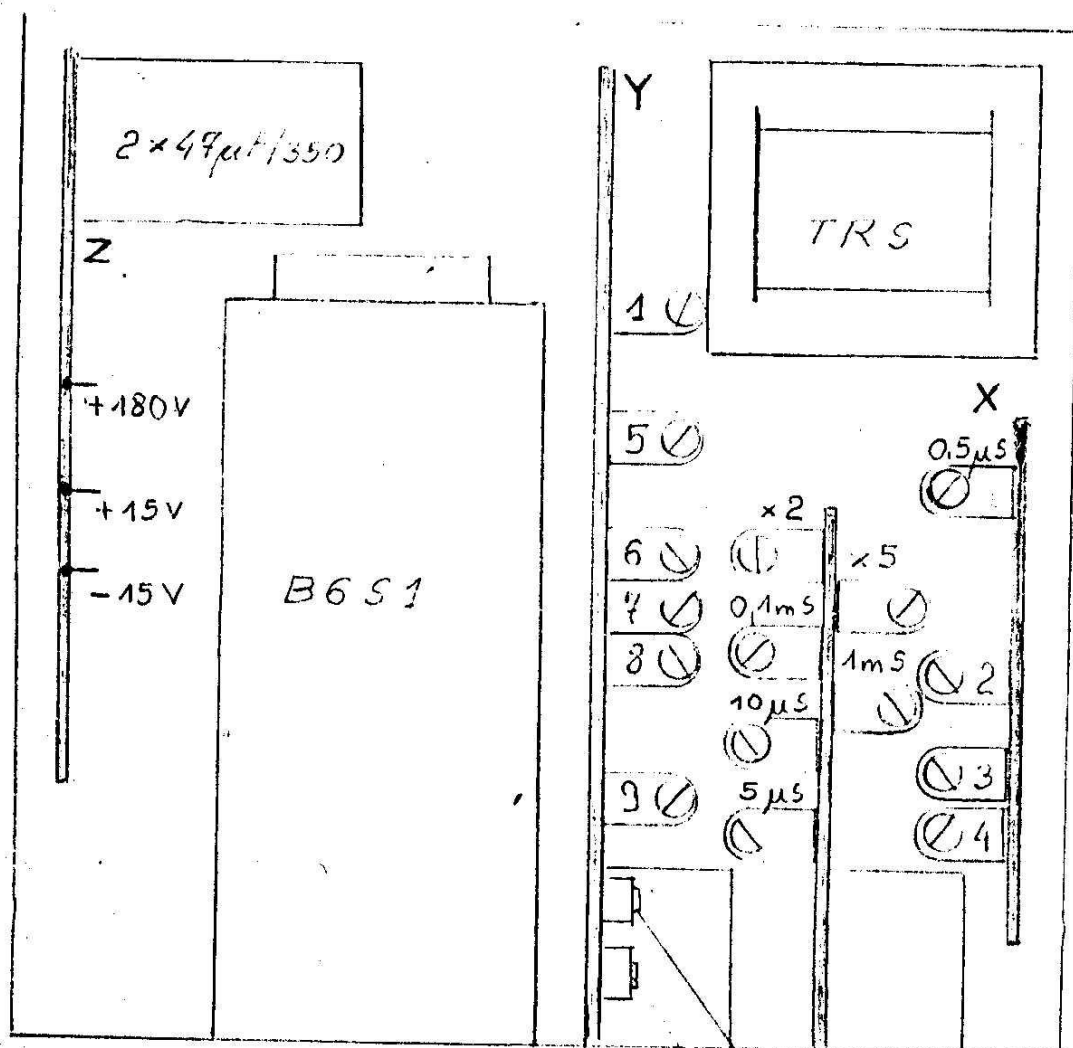 2×47µF/350
Z
+180V
+15V
-15V
B6S1
Y
TRS
1
5
6
7
8
9
×2
0,1mS
10µS
5µS
×5
1mS
X
0,5µS
2
3
4